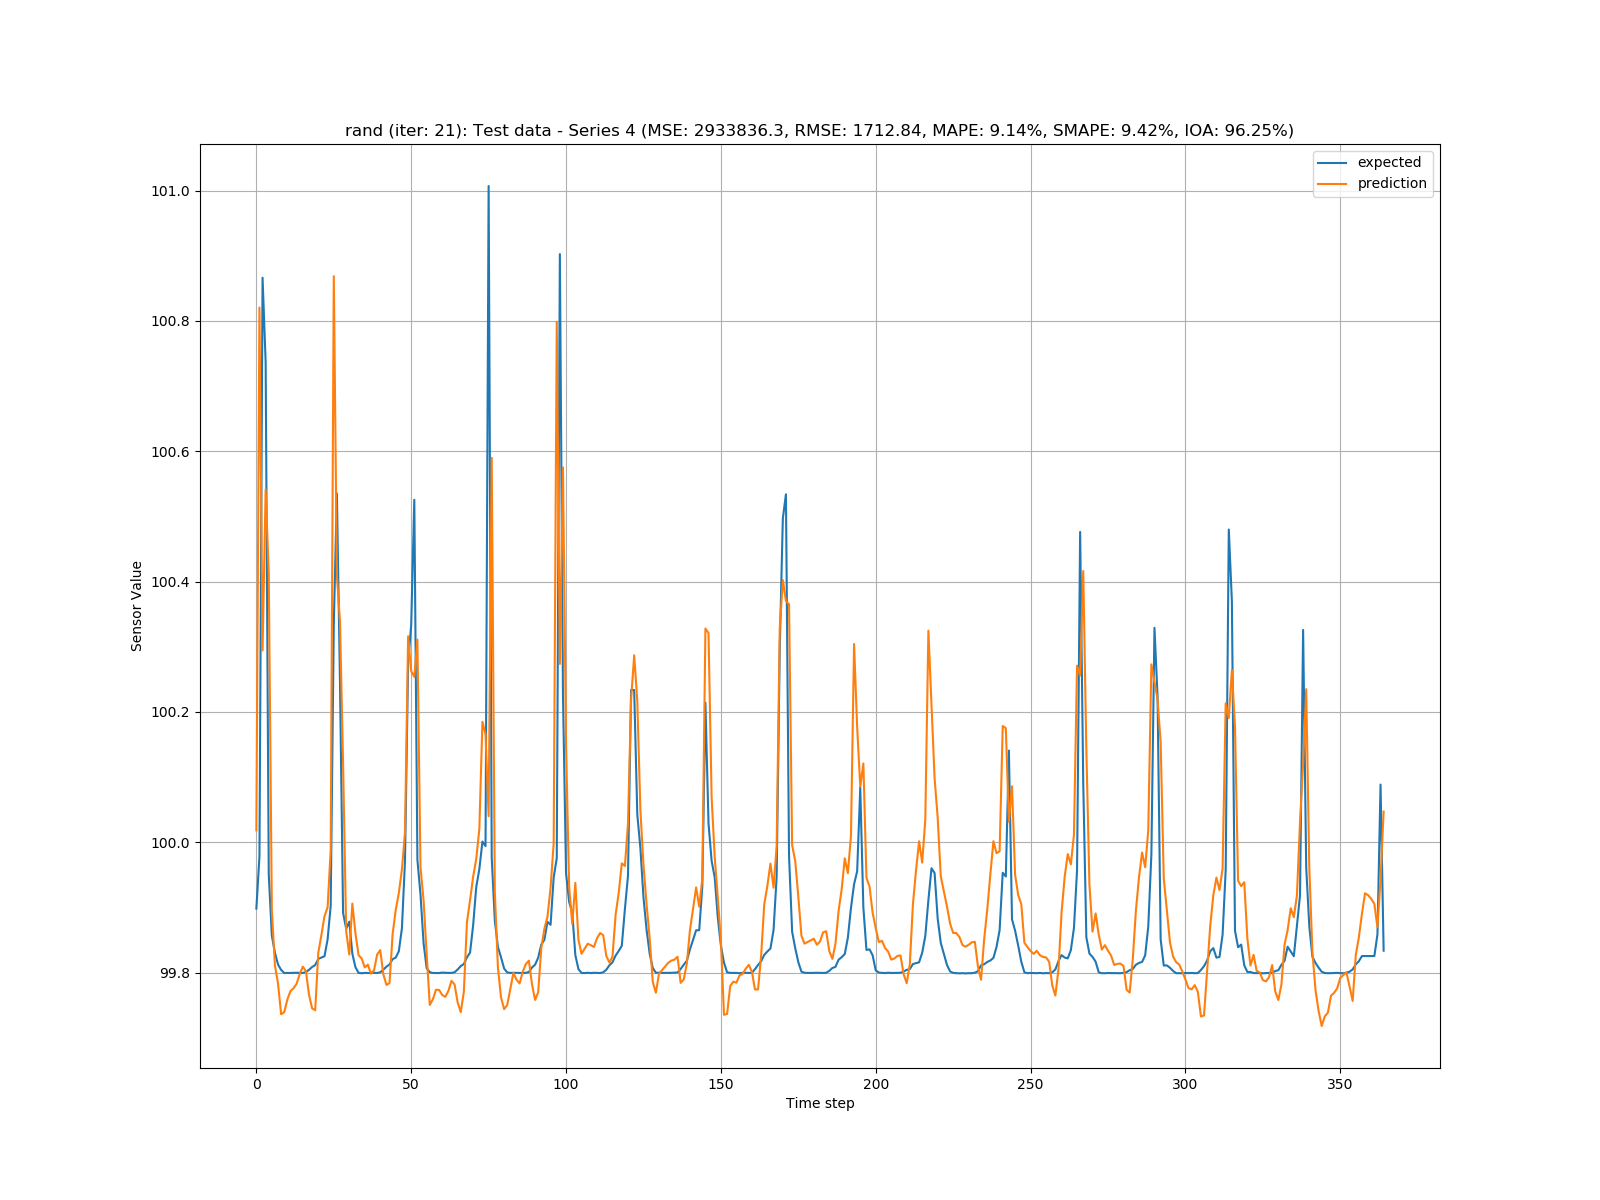 rand (iter: 21): Test data - Series 4 (MSE: 2933836.3, RMSE: 1712.84, MAPE: 9.14%, SMAPE: 9.42%, IOA: 96.25%)
expected
prediction
101.0
100.8
100.6
100.4
100.2
100.0
99.8
Sensor Value
0 50 100 150 200 250 300 350
Time step